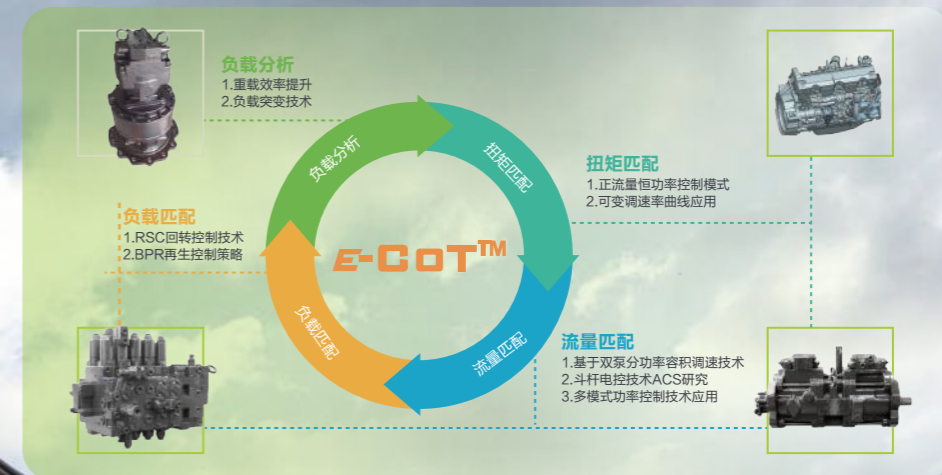 负载分析
1.重载效率提升
2.负载突变技术
负载分析
扭矩匹配
扭矩匹配
1.正流量恒功率控制模式
2.可变调速率曲线应用
负载匹配
1.RSC回转控制技术
2.BPR再生控制策略
E-COT™
负载匹配
流量匹配
流量匹配
1.基于双泵分功率容积调速技术
2.斗杆电控技术ACS研究
3.多模式功率控制技术应用